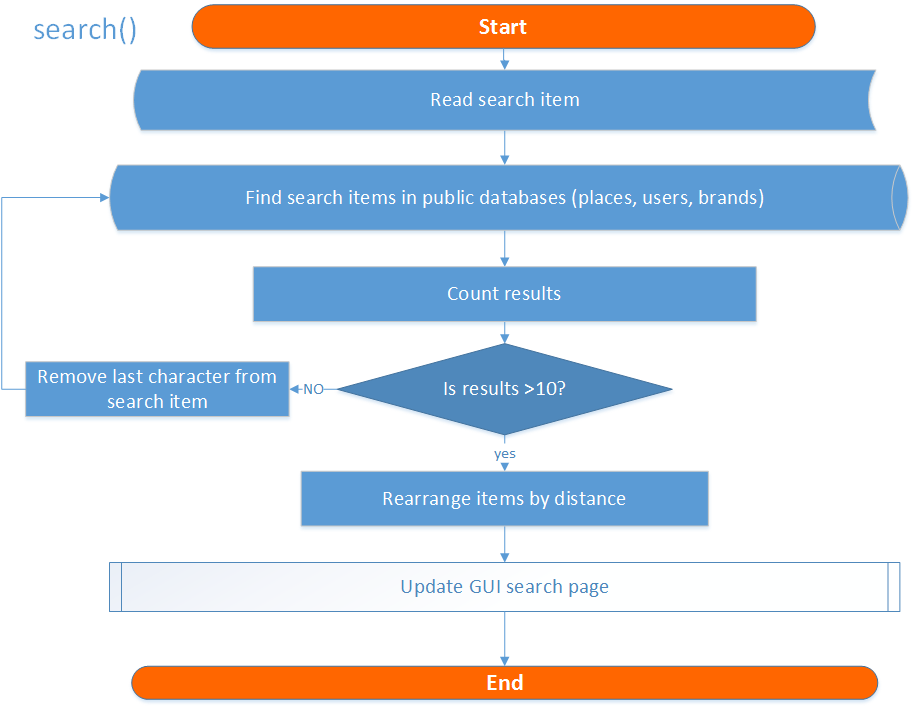 search()
Start
Read search item
Find search items in public databases (places, users, brands)
Count results
Is results >10?
NO
Remove last character from
search item
yes
Rearrange items by distance
Update GUI search page
End